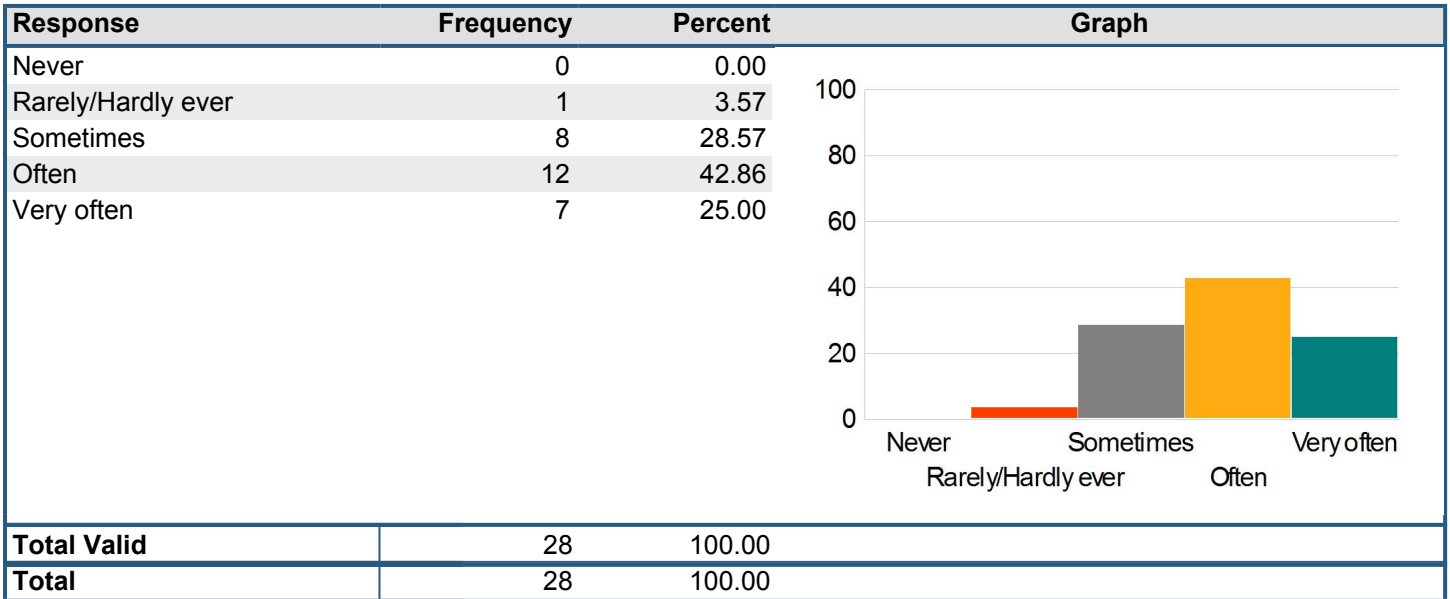 Response Frequency Percent Graph
Never 0 0.00
Rarely/Hardly ever 1 3.57
Sometimes 8 28.57
Often 12 42.86
Very often 7 25.00
100
80
60
40
20
0
Never Sometimes Very often
Rarely/Hardly ever Often
Total Valid 28 100.00
Total 28 100.00